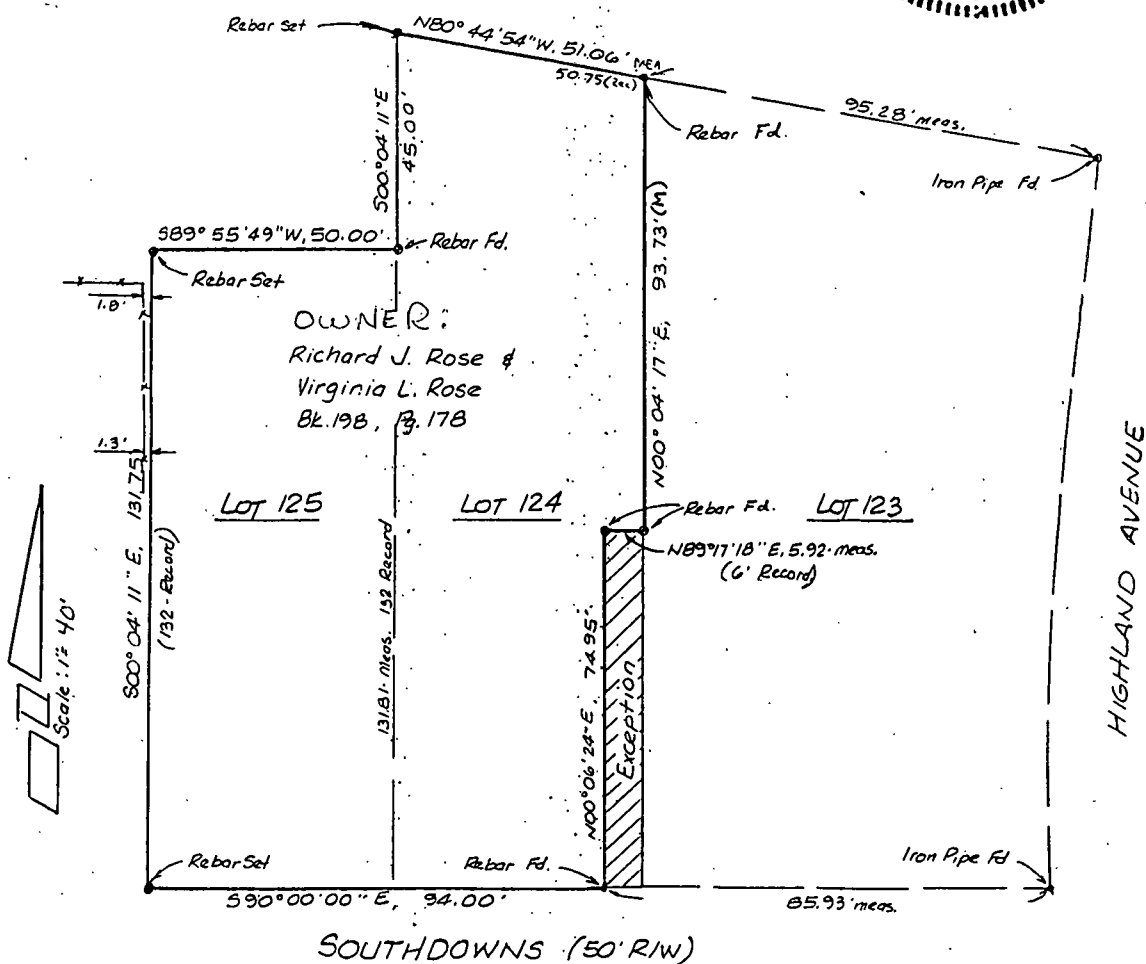 Rebar Set
N80° 44'54"W. 51.06' MEA
50.75(Rec)
95.28' meas.
Rebar Fd.
Iron Pipe Fd
S00°04'11"E
45.00'
S89° 55'49"W, 50.00'
Rebar Fd.
Rebar Set
1.8'
OWNER:
Richard J. Rose &
Virginia L. Rose
Bk. 198, Pg. 178
N00° 04' 17" E, 93.73'(M)
1.3'
S00° 04' 11" E, 131.75'
(132-Record)
LOT 125
LOT 124
LOT 123
Rebar Fd.
N89°17'18" E, 5.92' meas.
(6' Record)
131.81' Meas. 132 Record
N00°06'24"E, 74.95'
Exception
HIGHLAND AVENUE
Scale: 1"= 40'
Rebar Set
Rebar Fd.
Iron Pipe Fd
S90°00'00"E, 94.00'
85.93' meas.
SOUTHDOWNS (50' R/W)